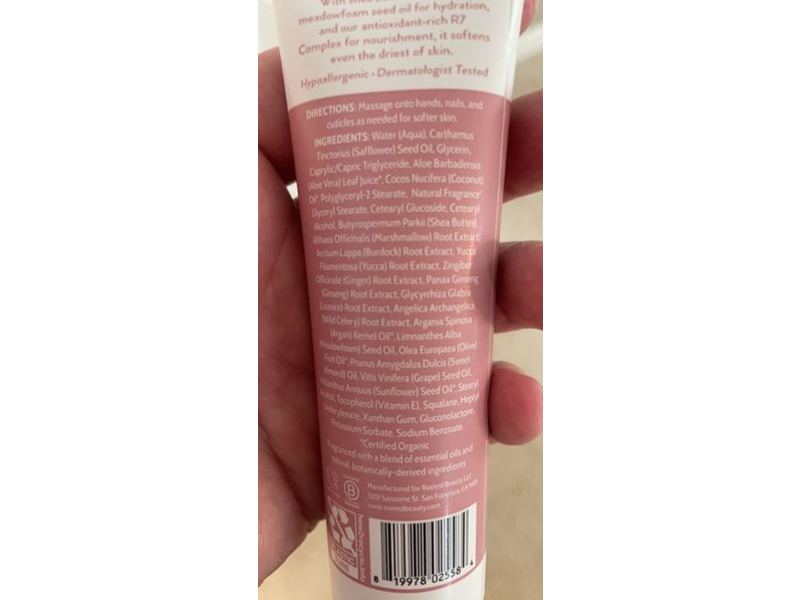 With shea
meadowfoam seed oil for hydration,
and our antioxidant-rich R7
Complex for nourishment, it softens
even the driest of skin.
Hypoallergenic • Dermatologist Tested
DIRECTIONS: Massage onto hands, nails, and
cuticles as needed for softer skin.
INGREDIENTS: Water (Aqua), Carthamus
Tinctorius (Safflower) Seed Oil, Glycerin,
Caprylic/Capric Triglyceride, Aloe Barbadensis
(Aloe Vera) Leaf Juice*, Cocos Nucifera (Coconut)
Oil*, Polyglyceryl-2 Stearate, Natural Fragrance*,
Glyceryl Stearate, Cetearyl Glucoside, Cetearyl
Alcohol, Butyrospermum Parkii (Shea Butter),
Althaea Officinalis (Marshmallow) Root Extract,
Arctium Lappa (Burdock) Root Extract, Yucca
Filamentosa (Yucca) Root Extract, Zingiber
Officinale (Ginger) Root Extract, Panax Ginseng
(Ginseng) Root Extract, Glycyrrhiza Glabra
(Licorice) Root Extract, Angelica Archangelica
(Wild Celery) Root Extract, Argania Spinosa
(Argan) Kernel Oil*, Limnanthes Alba
(Meadowfoam) Seed Oil, Olea Europaea (Olive)
Fruit Oil*, Prunus Amygdalus Dulcis (Sweet
Almond) Oil, Vitis Vinifera (Grape) Seed Oil,
Helianthus Annuus (Sunflower) Seed Oil*, Stearyl
Alcohol, Tocopherol (Vitamin E), Squalane, Heptyl
Undecylenate, Xanthan Gum, Gluconolactone,
Potassium Sorbate, Sodium Benzoate.
*Certified Organic
Fragranced with a blend of essential oils and
natural, botanically-derived ingredients
Manufactured for Rooted Beauty LLC
1301 Sansome St. San Francisco, CA 94111
www.rootedbeauty.com
B
PLASTIC
TUBE
how2recycle.info
8 19978 02558 4